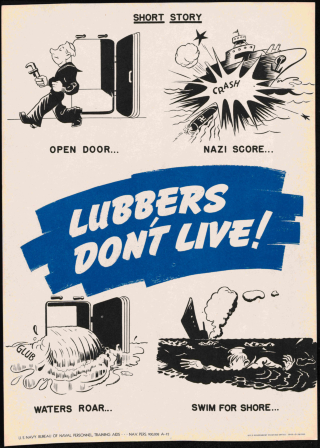 SHORT STORY
OPEN DOOR...
CRASH
NAZI SCORE...
LUBBERS
DON'T LIVE!
GLUB
WATERS ROAR...
SWIM FOR SHORE...